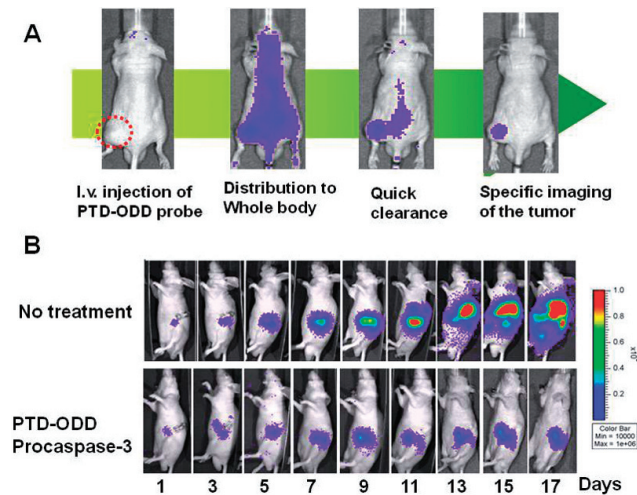 A
I.v. injection of
PTD-ODD probe
Distribution to
Whole body
Quick
clearance
Specific imaging
of the tumor
B
No treatment
1.0
0.8
0.6
0.4
0.2
Color Bar
Min = 10000
Max = 1e+06
PTD-ODD
Procaspase-3
1 3 5 7 9 11 13 15 17 Days